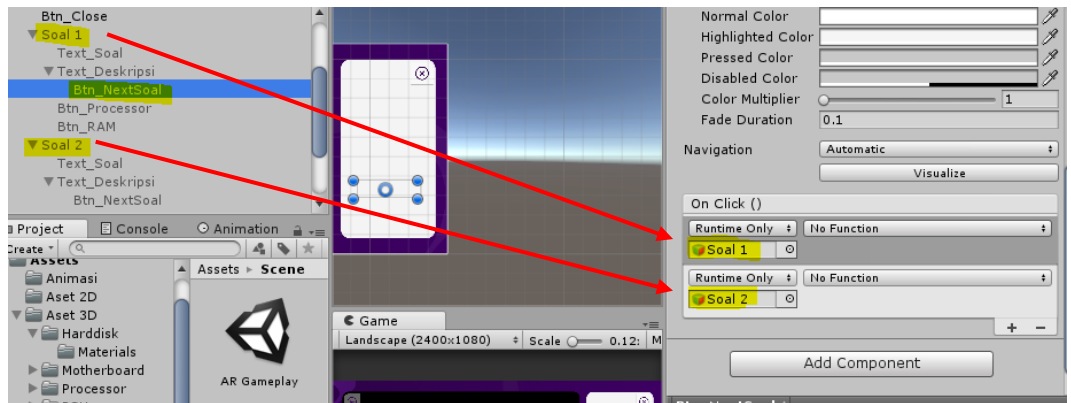 Btn_Close
Soal 1
Text_Soal
Text_Deskripsi
Btn_NextSoal
Btn_Processor
Btn_RAM
Soal 2
Text_Soal
Text_Deskripsi
Btn_NextSoal
Project
Console
Animation
Create
Assets
Animasi
Aset 2D
Aset 3D
Harddisk
Materials
Motherboard
Processor
Assets
Scene
AR Gameplay
Game
Landscape (2400x1080)
Scale
0.12:
M
Normal Color
Highlighted Color
Pressed Color
Disabled Color
Color Multiplier
1
Fade Duration
0.1
Navigation
Automatic
Visualize
On Click ()
Runtime Only
No Function
Soal 1
Runtime Only
No Function
Soal 2
+ −
Add Component